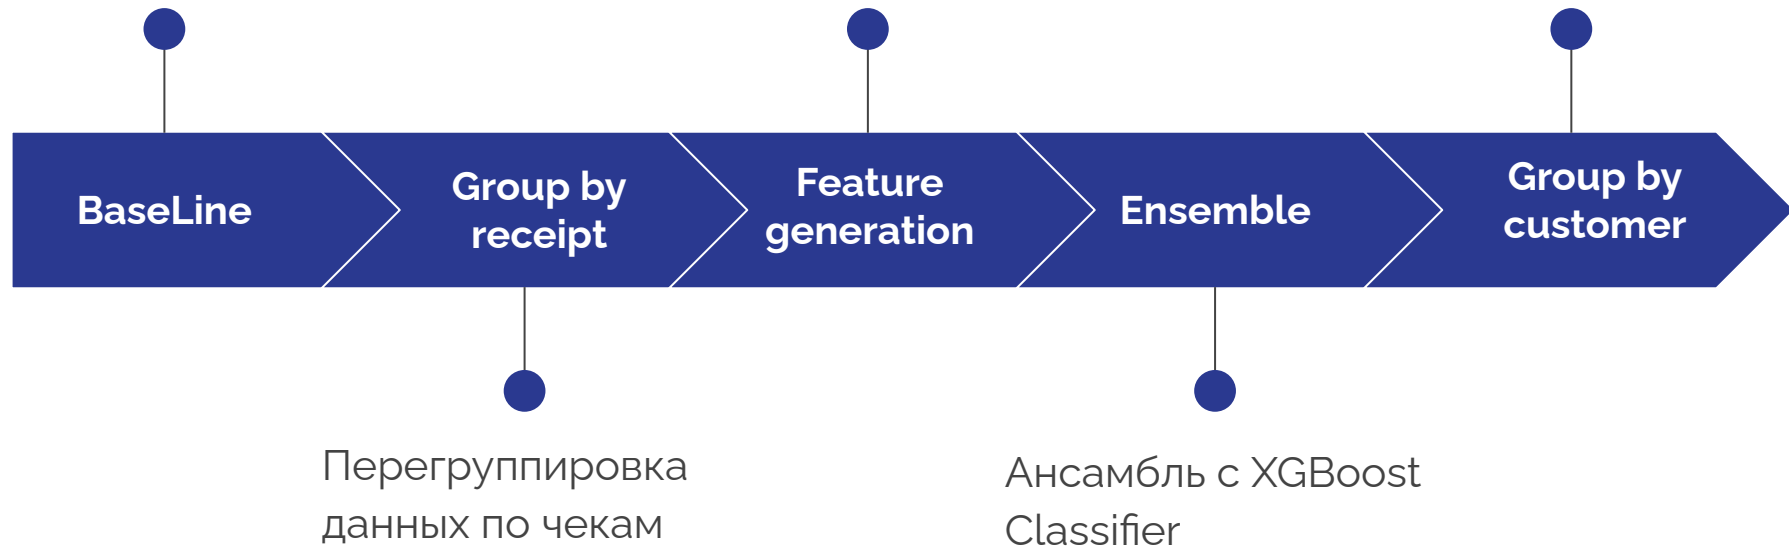 BaseLine
Group by
receipt
Feature
generation
Ensemble
Group by
customer
Перегруппировка
данных по чекам
Ансамбль с XGBoost
Classifier